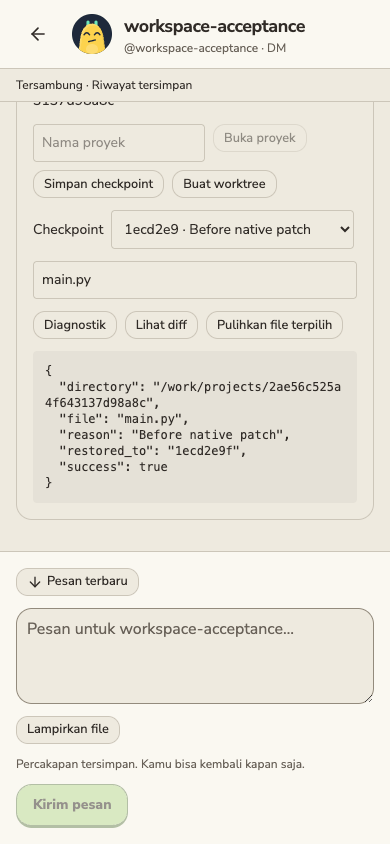 workspace-acceptance
@workspace-acceptance · DM
Tersambung · Riwayat tersimpan
Nama proyek
Buka proyek
Simpan checkpoint
Buat worktree
Checkpoint
1ecd2e9 · Before native patch
main.py
Diagnostik
Lihat diff
Pulihkan file terpilih
{
"directory": "/work/projects/2ae56c525a
4f643137d98a8c",
"file": "main.py",
"reason": "Before native patch",
"restored_to": "1ecd2e9f",
"success": true
}
Pesan terbaru
Pesan untuk workspace-acceptance...
Lampirkan file
Percakapan tersimpan. Kamu bisa kembali kapan saja.
Kirim pesan